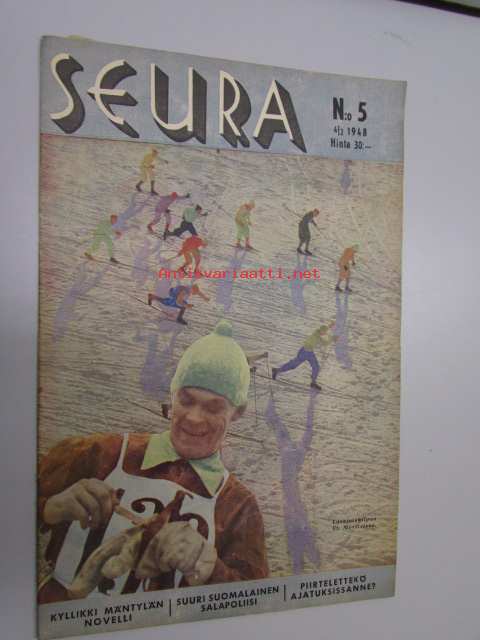 SEURA
N:o 5
4/2 1948
Hinta 30:—
Antikvariaatti.net
KYLLIKKI MÄNTYLÄN
NOVELLI
SUURI SUOMALAINEN
SALAPOLIISI
PIIRTELETTEKÖ
AJATUKSISSANNE?